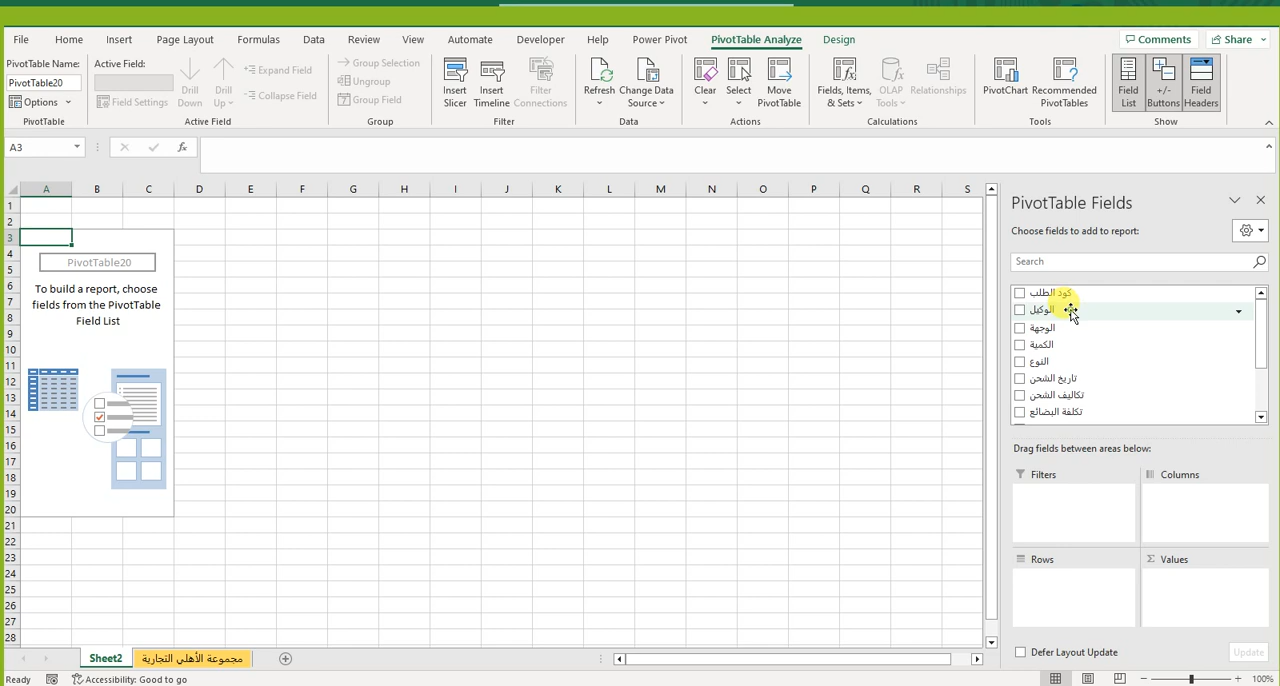 File Home Insert Page Layout Formulas Data Review View Automate Developer Help Power Pivot PivotTable Analyze Design Comments Share
PivotTable Name:
PivotTable20
Options
PivotTable
Active Field:
Field Settings
Drill Down
Drill Up
Expand Field
Collapse Field
Active Field
Group Selection
Ungroup
Group Field
Group
Insert Slicer
Insert Timeline
Filter Connections
Filter
Refresh
Change Data Source
Data
Clear
Select
Move PivotTable
Actions
Fields, Items, & Sets
OLAP Tools
Relationships
Calculations
PivotChart
Recommended PivotTables
Tools
Field List
+/- Buttons
Field Headers
Show
A3
fx
A B C D E F G H I J K L M N O P Q R S
1
2
3
4
5
6
7
8
9
10
11
12
13
14
15
16
17
18
19
20
21
22
23
24
25
26
27
28
PivotTable20
To build a report, choose
fields from the PivotTable
Field List
PivotTable Fields
Choose fields to add to report:
Search
كود الطلب
الوكيل
الوجهة
الكمية
النوع
تاريخ الشحن
تكاليف الشحن
تكلفة البضائع
Drag fields between areas below:
Filters
Columns
Rows
Σ Values
Defer Layout Update
Update
Sheet2
مجموعة الأهلي التجارية
Ready
Accessibility: Good to go
100%